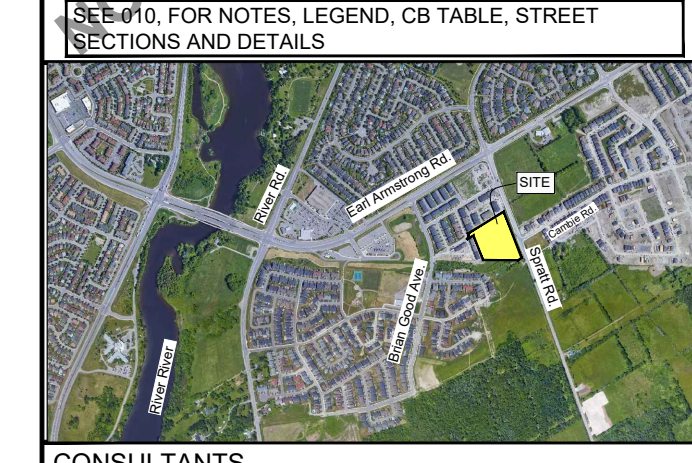 SEE 010, FOR NOTES, LEGEND, CB TABLE, STREET
SECTIONS AND DETAILS
SITE
River Rd.
Earl Armstrong Rd.
Cambie Rd.
Spratt Rd.
Brian Good Ave.
River River
CONSULTANTS